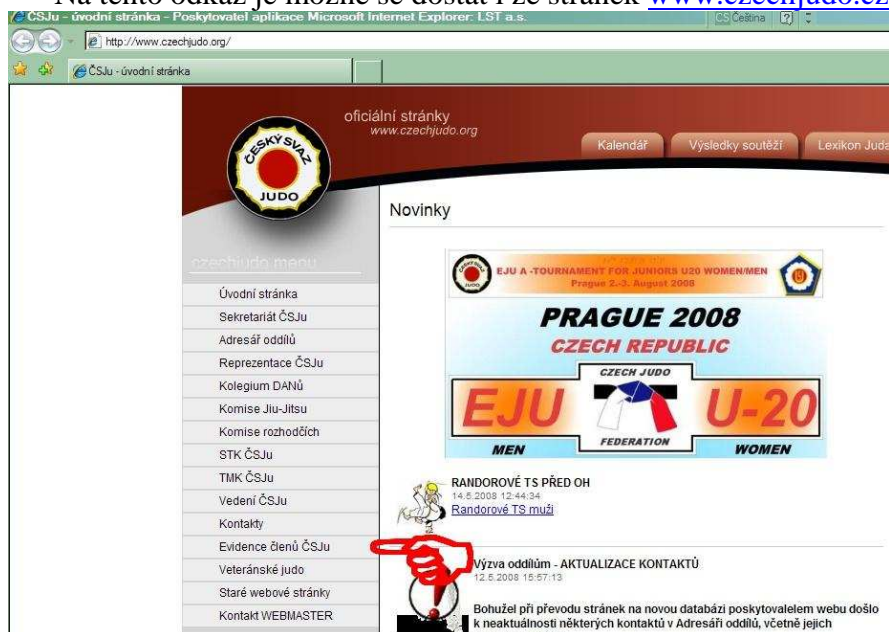 Na tento odkaz je možné se dostat i ze stránek www.czechjudo.cz
ČSJu - úvodní stránka - Poskytovatel aplikace Microsoft Internet Explorer: LST a.s.
CS Čeština
http://www.czechjudo.org/
ČSJu - úvodní stránka
oficiální stránky
www.czechjudo.org
Kalendář
Výsledky soutěží
Lexikon Juda
ČESKÝ SVAZ
JUDO
czechjudo menu
Úvodní stránka
Sekretariát ČSJu
Adresář oddílů
Reprezentace ČSJu
Kolegium DANů
Komise Jiu-Jitsu
Komise rozhodčích
STK ČSJu
TMK ČSJu
Vedení ČSJu
Kontakty
Evidence členů ČSJu
Veteránské judo
Staré webové stránky
Kontakt WEBMASTER
Novinky
EJU A -TOURNAMENT FOR JUNIORS U20 WOMEN/MEN
Prague 2.-3. August 2008
PRAGUE 2008
CZECH REPUBLIC
CZECH JUDO
EJU
U-20
FEDERATION
MEN
WOMEN
RANDOROVÉ TS PŘED OH
14.5.2008 12:44:34
Randorové TS muži
Výzva oddílům - AKTUALIZACE KONTAKTŮ
12.5.2008 15:57:13
Bohužel při převodu stránek na novou databázi poskytovalelem webu došlo
k neaktuálnosti některých kontaktů v Adresáři oddílů, včetně jejich